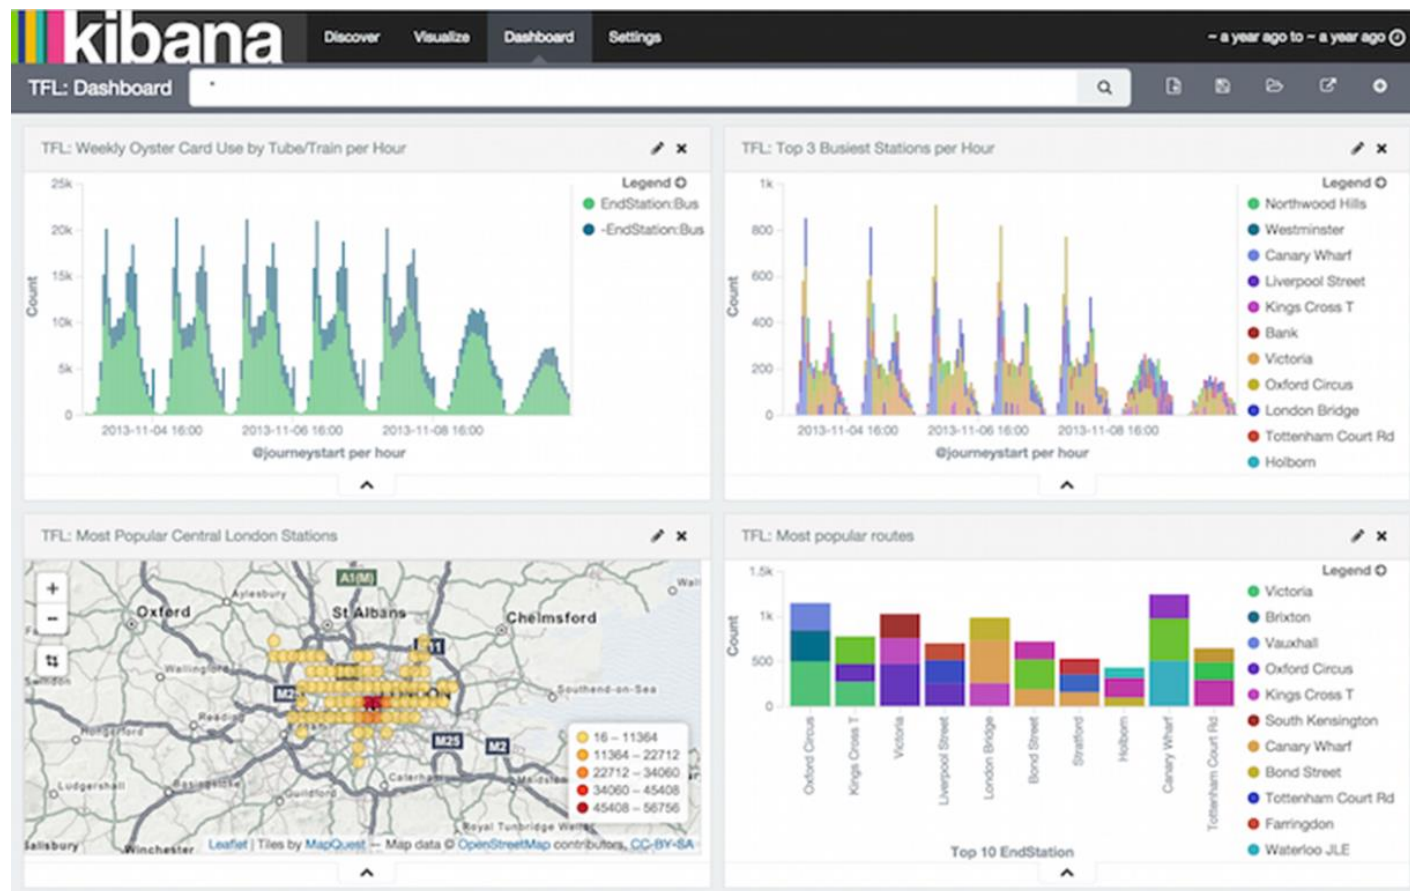 kibana
Discover Visualize Dashboard Settings
~ a year ago to ~ a year ago
TFL: Dashboard *
TFL: Weekly Oyster Card Use by Tube/Train per Hour
Legend
EndStation:Bus
-EndStation:Bus
25k
20k
15k
10k
5k
0
Count
2013-11-04 16:00 2013-11-06 16:00 2013-11-08 16:00
@journeystart per hour
TFL: Top 3 Busiest Stations per Hour
Legend
Northwood Hills
Westminster
Canary Wharf
Liverpool Street
Kings Cross T
Bank
Victoria
Oxford Circus
London Bridge
Tottenham Court Rd
Holborn
1k
800
600
400
200
0
Count
2013-11-04 16:00 2013-11-06 16:00 2013-11-08 16:00
@journeystart per hour
TFL: Most Popular Central London Stations
+
−
A1(M)
Aylesbury
Oxford
St Albans
Chelmsford
Wallingford
Southend-on-Sea
Reading
Hungerford
M25
M2
Ludgershall
Basingstoke
Guildford
Royal Tunbridge Wells
Salisbury
Winchester
16 – 11364
11364 – 22712
22712 – 34060
34060 – 45408
45408 – 56756
Leaflet | Tiles by MapQuest — Map data © OpenStreetMap contributors, CC-BY-SA
TFL: Most popular routes
Legend
Victoria
Brixton
Vauxhall
Oxford Circus
Kings Cross T
South Kensington
Canary Wharf
Bond Street
Tottenham Court Rd
Farringdon
Waterloo JLE
1.5k
1k
500
0
Count
Oxford Circus
Kings Cross T
Victoria
Liverpool Street
London Bridge
Bond Street
Stratford
Holborn
Canary Wharf
Tottenham Court Rd
Top 10 EndStation